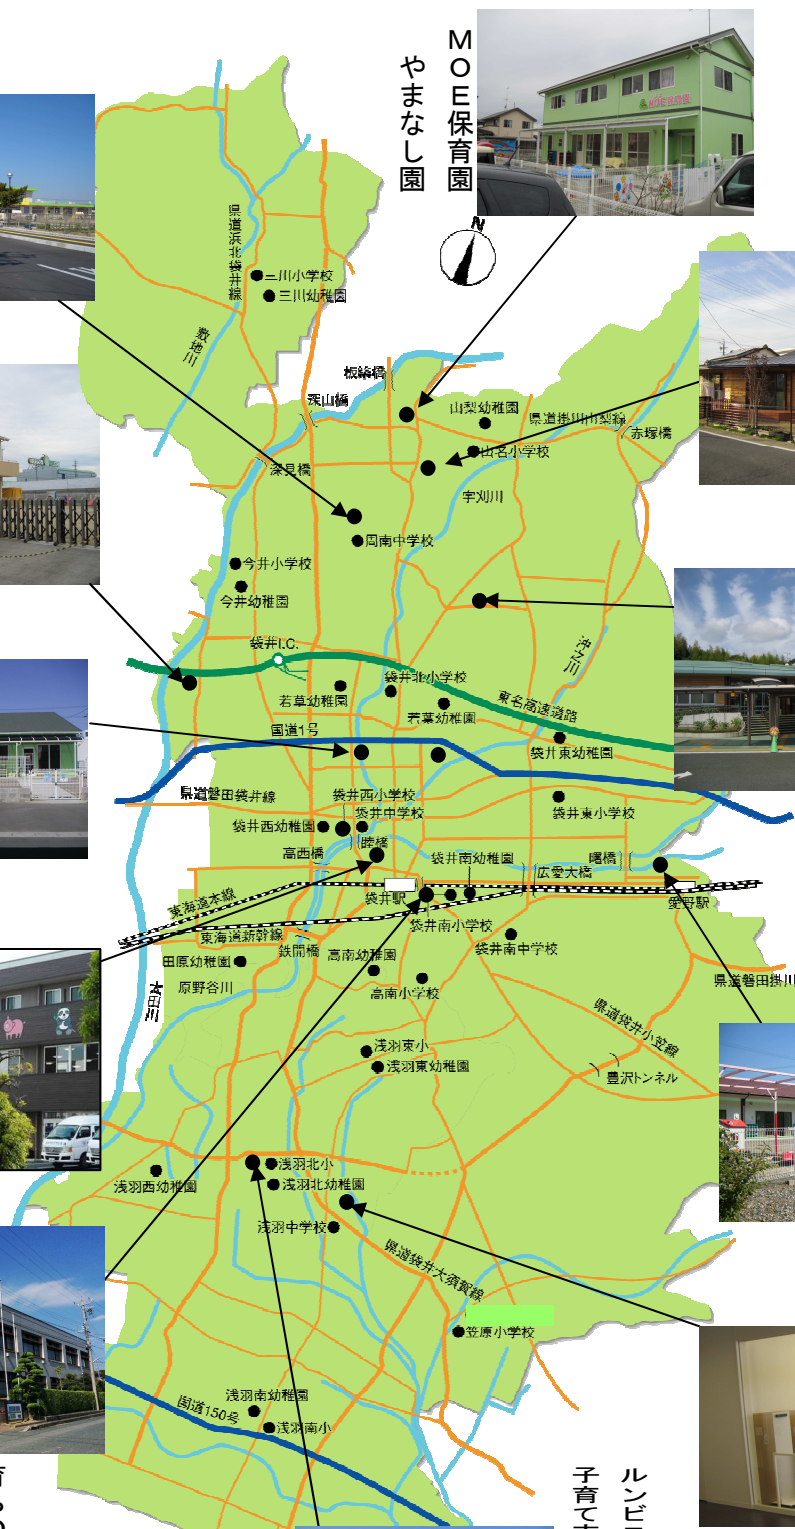 MOE保育園
やまなし園
MOE保育園
N
県道浜北袋井線
三川小学校
三川幼稚園
敷地川
板築橋
深山橋
山梨幼稚園
県道掛川山梨線
赤塚橋
山名小学校
深見橋
宇刈川
周南中学校
今井小学校
今井幼稚園
袋井I.C.
沖之川
袋井北小学校
若草幼稚園
若葉幼稚園
東名高速道路
国道1号
袋井東幼稚園
県道磐田袋井線
袋井西小学校
袋井中学校
袋井東小学校
袋井西幼稚園
睦橋
高西橋
袋井南幼稚園
曙橋
広愛大橋
東海道本線
袋井駅
愛野駅
袋井南小学校
東海道新幹線
袋井南中学校
鉄開橋
高南幼稚園
田原幼稚園
県道磐田掛川
原野谷川
高南小学校
県道袋井小笠線
浅羽東小
浅羽東幼稚園
豊沢トンネル
浅羽北小
浅羽西幼稚園
浅羽北幼稚園
浅羽中学校
県道袋井大須賀線
笠原小学校
浅羽南幼稚園
国道150号
浅羽南小
ルンビ
子育て